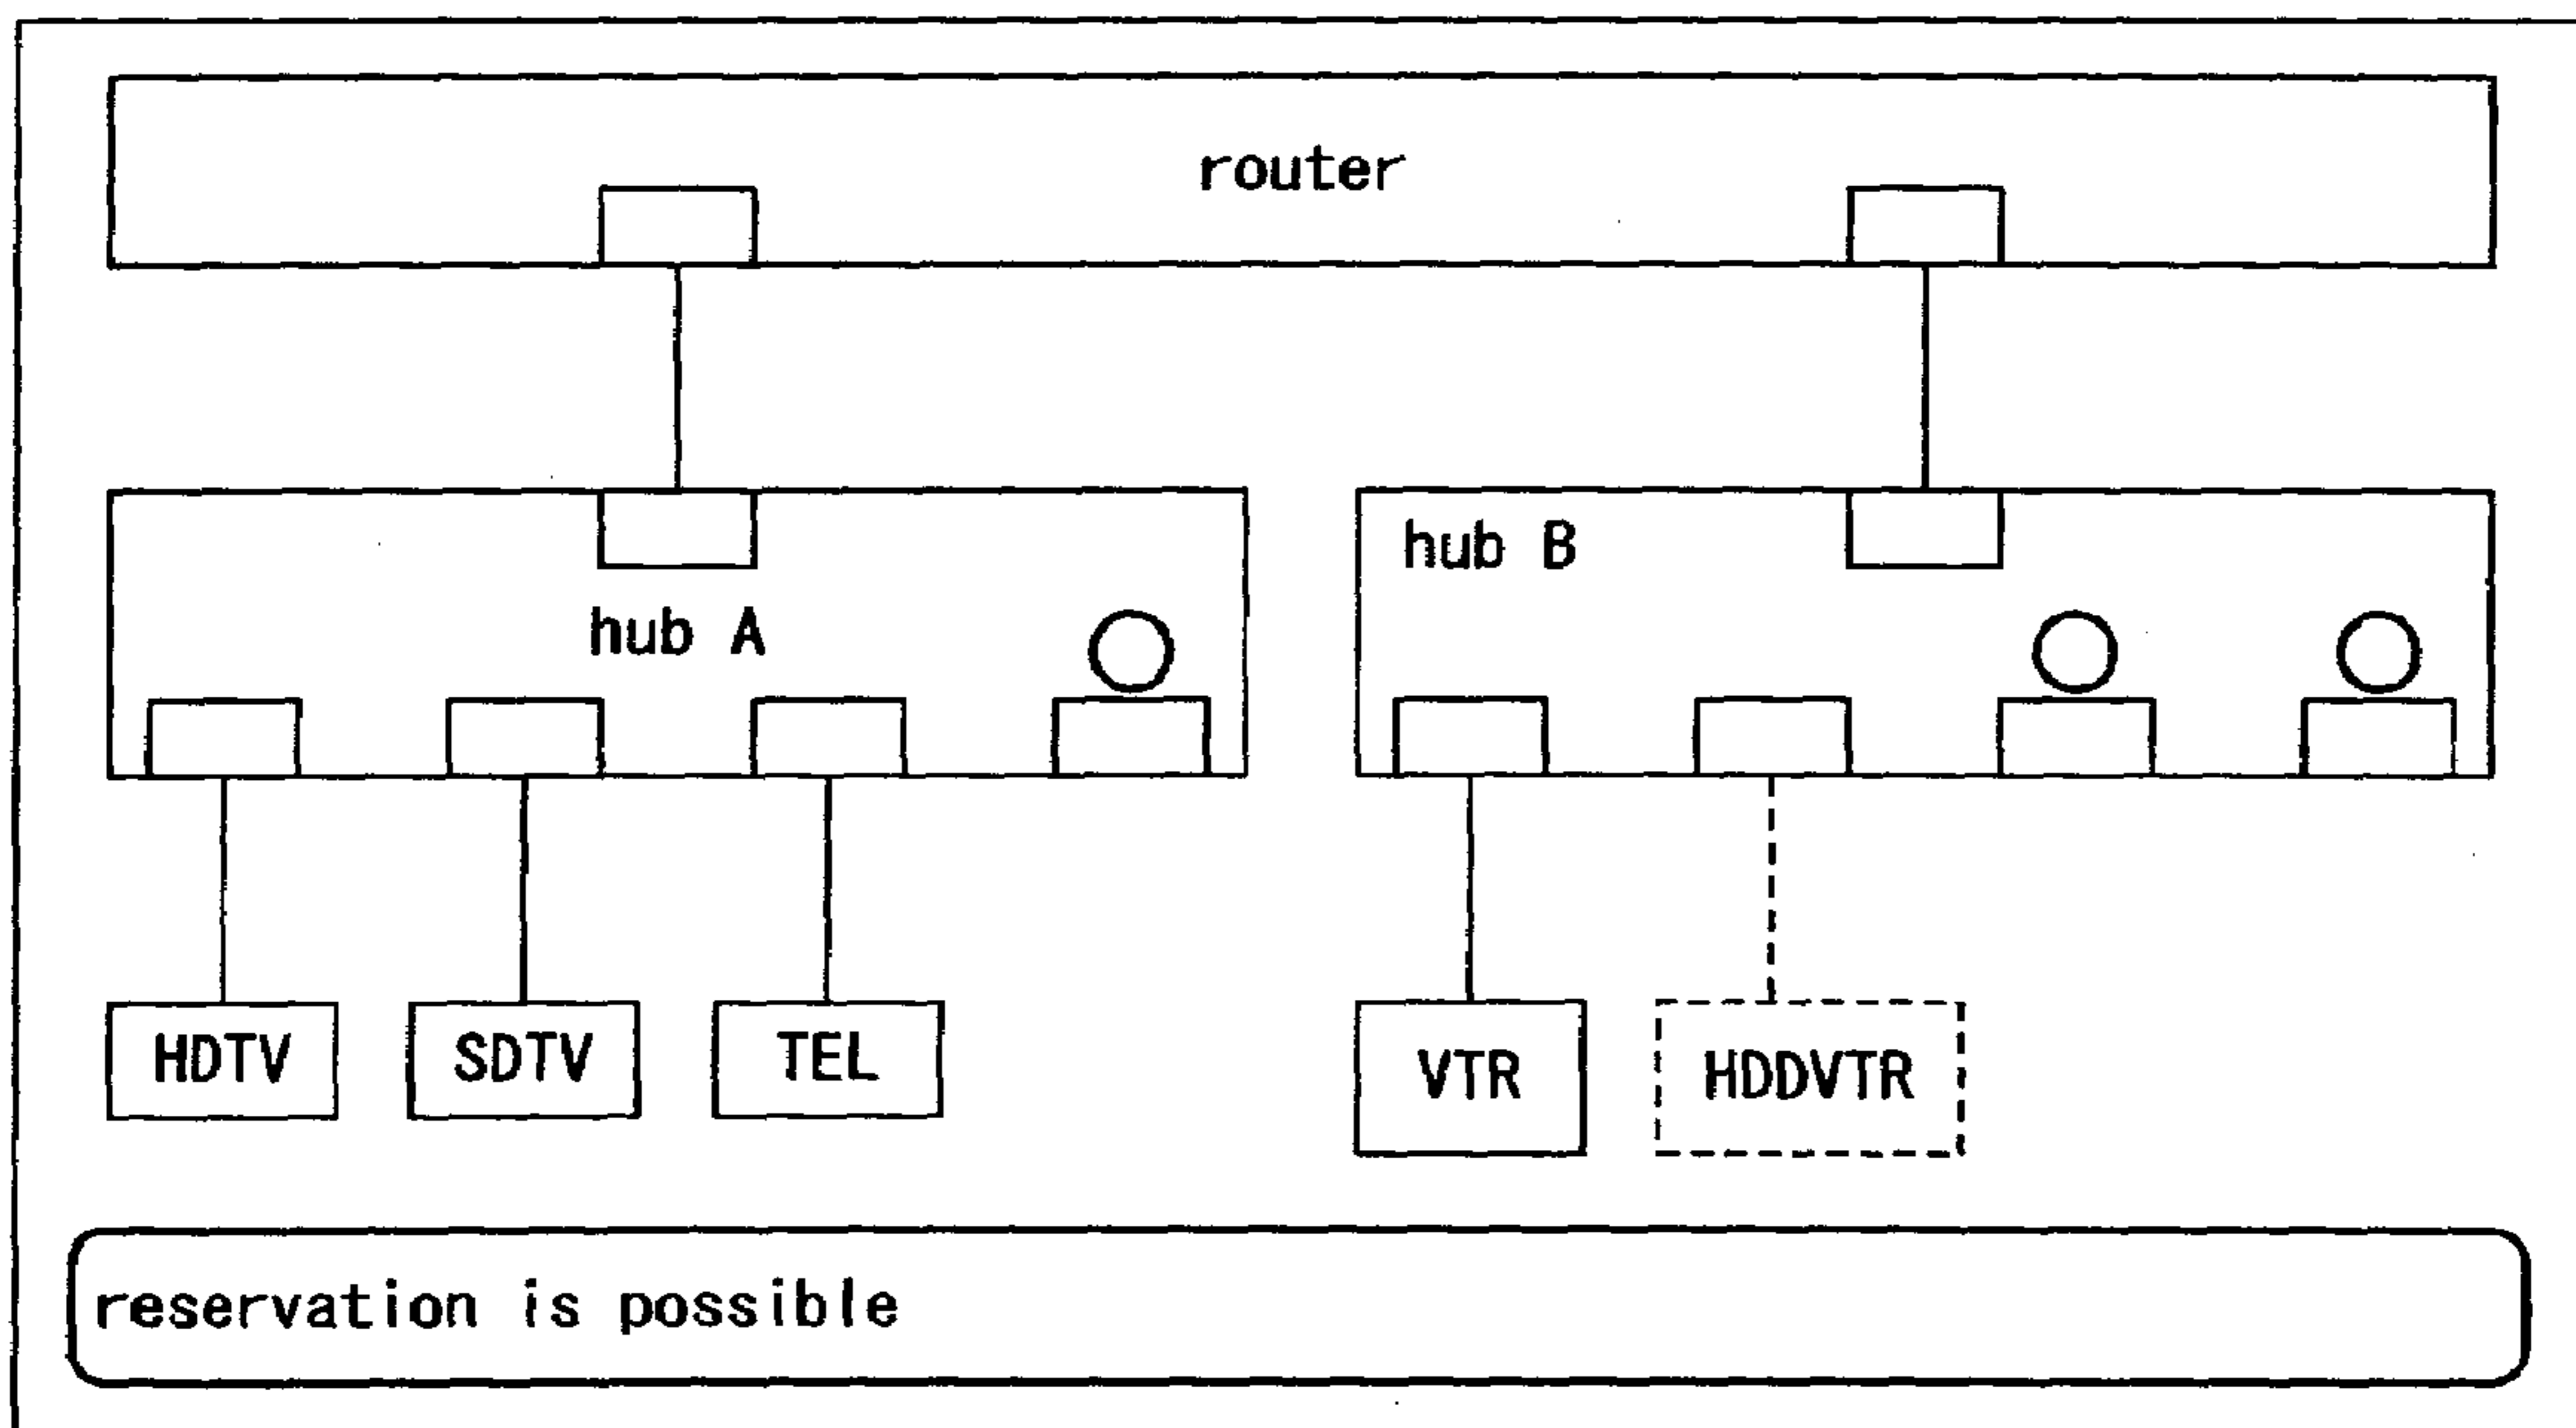 router
hub A
hub B
HDTV
SDTV
TEL
VTR
HDDVTR
reservation is possible